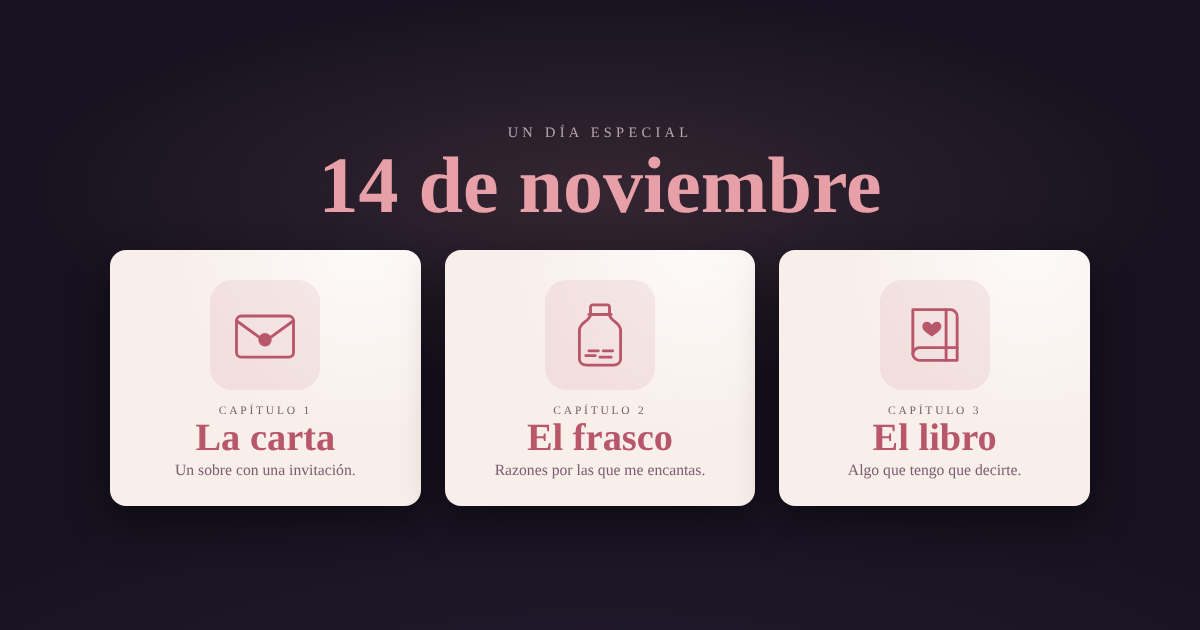 UN DÍA ESPECIAL
14 de noviembre
CAPÍTULO 1
La carta
Un sobre con una invitación.
CAPÍTULO 2
El frasco
Razones por las que me encantas.
CAPÍTULO 3
El libro
Algo que tengo que decirte.